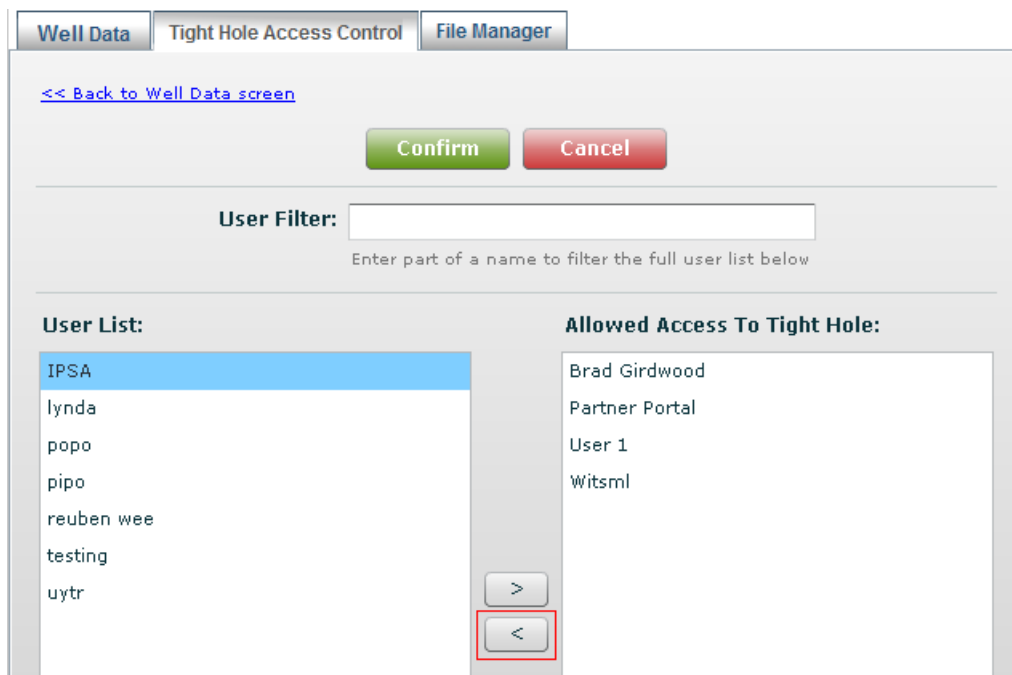 Well Data
Tight Hole Access Control
File Manager
<< Back to Well Data screen
Confirm
Cancel
User Filter:
Enter part of a name to filter the full user list below
User List:
IPSA
lynda
popo
pipo
reuben wee
testing
uytr
>
<
Allowed Access To Tight Hole:
Brad Girdwood
Partner Portal
User 1
Witsml